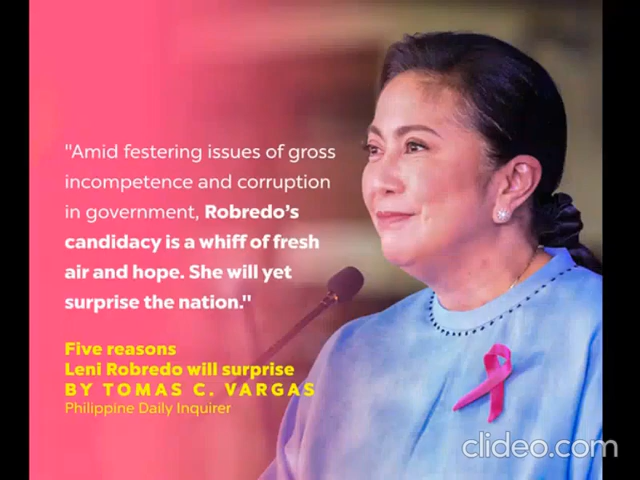 "Amid festering issues of gross
incompetence and corruption
in government, Robredo's
candidacy is a whiff of fresh
air and hope. She will yet
surprise the nation."
Five reasons
Leni Robredo will surprise
BY TOMAS C. VARGAS
Philippine Daily Inquirer
clideo.com